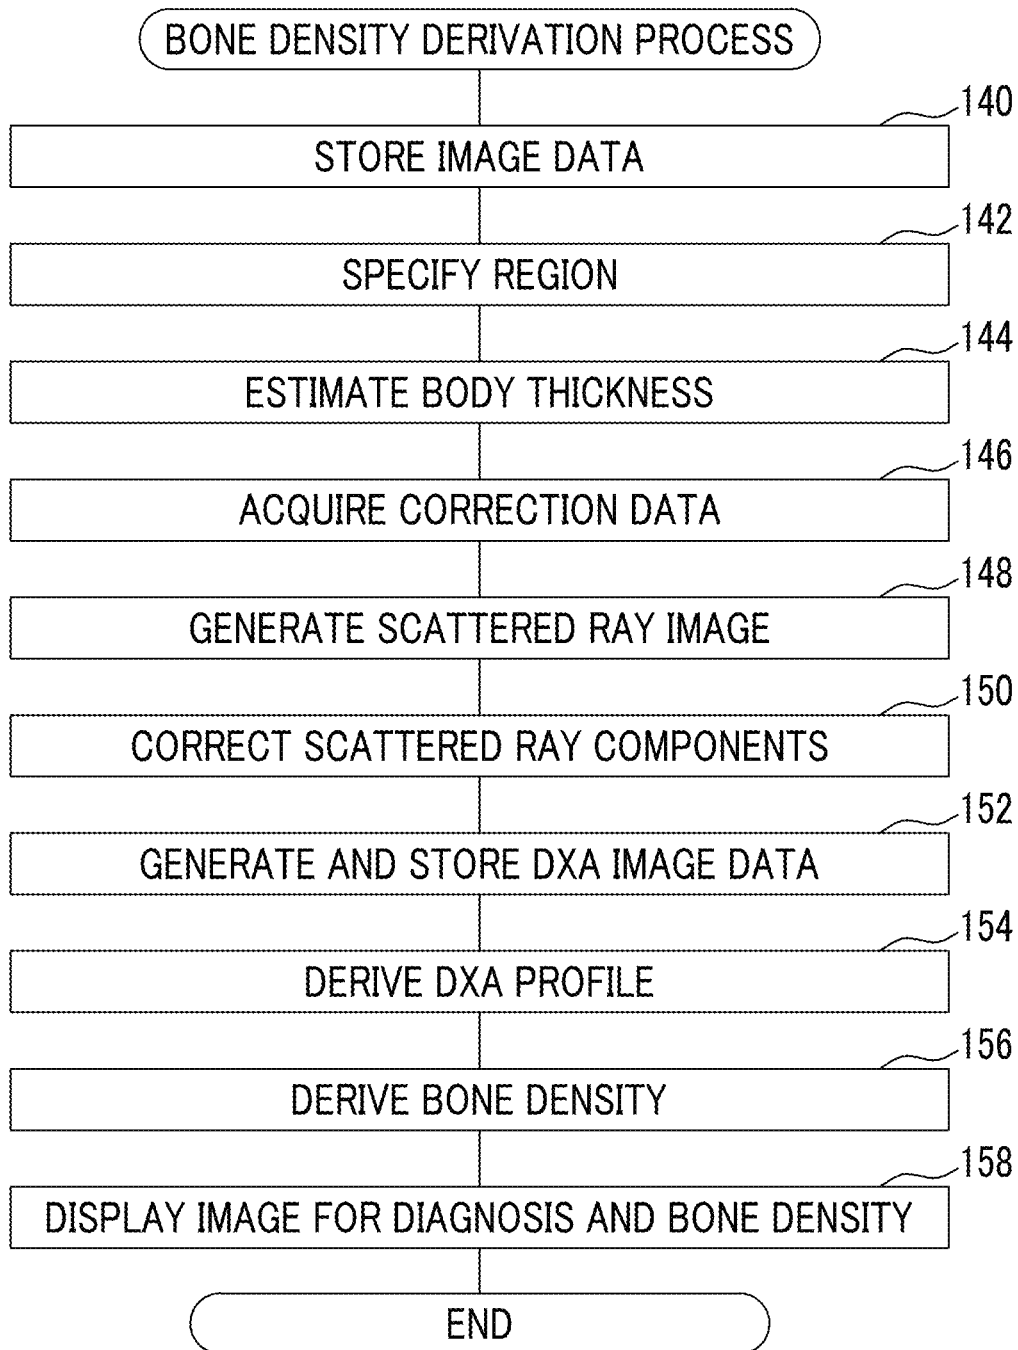 BONE DENSITY DERIVATION PROCESS
140
STORE IMAGE DATA
142
SPECIFY REGION
144
ESTIMATE BODY THICKNESS
146
ACQUIRE CORRECTION DATA
148
GENERATE SCATTERED RAY IMAGE
150
CORRECT SCATTERED RAY COMPONENTS
152
GENERATE AND STORE DXA IMAGE DATA
154
DERIVE DXA PROFILE
156
DERIVE BONE DENSITY
158
DISPLAY IMAGE FOR DIAGNOSIS AND BONE DENSITY
END